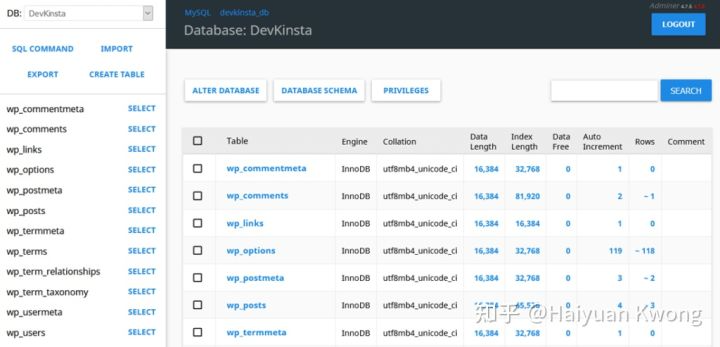 DB: DevKinsta
SQL COMMAND IMPORT
EXPORT CREATE TABLE
wp_commentmeta SELECT
wp_comments SELECT
wp_links SELECT
wp_options SELECT
wp_postmeta SELECT
wp_posts SELECT
wp_termmeta SELECT
wp_terms SELECT
wp_term_relationships SELECT
wp_term_taxonomy SELECT
wp_usermeta SELECT
wp_users SELECT
MySQL devkinsta_db
Adminer
LOGOUT
Database: DevKinsta
ALTER DATABASE DATABASE SCHEMA PRIVILEGES SEARCH
Table Engine Collation Data Length Index Length Data Free Auto Increment Rows Comment
wp_commentmeta InnoDB utf8mb4_unicode_ci 16,384 32,768 0 1 0
wp_comments InnoDB utf8mb4_unicode_ci 16,384 81,920 0 2 ~ 1
wp_links InnoDB utf8mb4_unicode_ci 16,384 16,384 0 1 0
wp_options InnoDB utf8mb4_unicode_ci 16,384 32,768 0 119 ~ 118
wp_postmeta InnoDB utf8mb4_unicode_ci 16,384 32,768 0 3 ~ 2
wp_posts InnoDB utf8mb4_unicode_ci 0 4 ~ 3
wp_termmeta InnoDB utf8mb4_unicode_ci 16,384 32,768 0 1 0
知乎 @Haiyuan Kwong